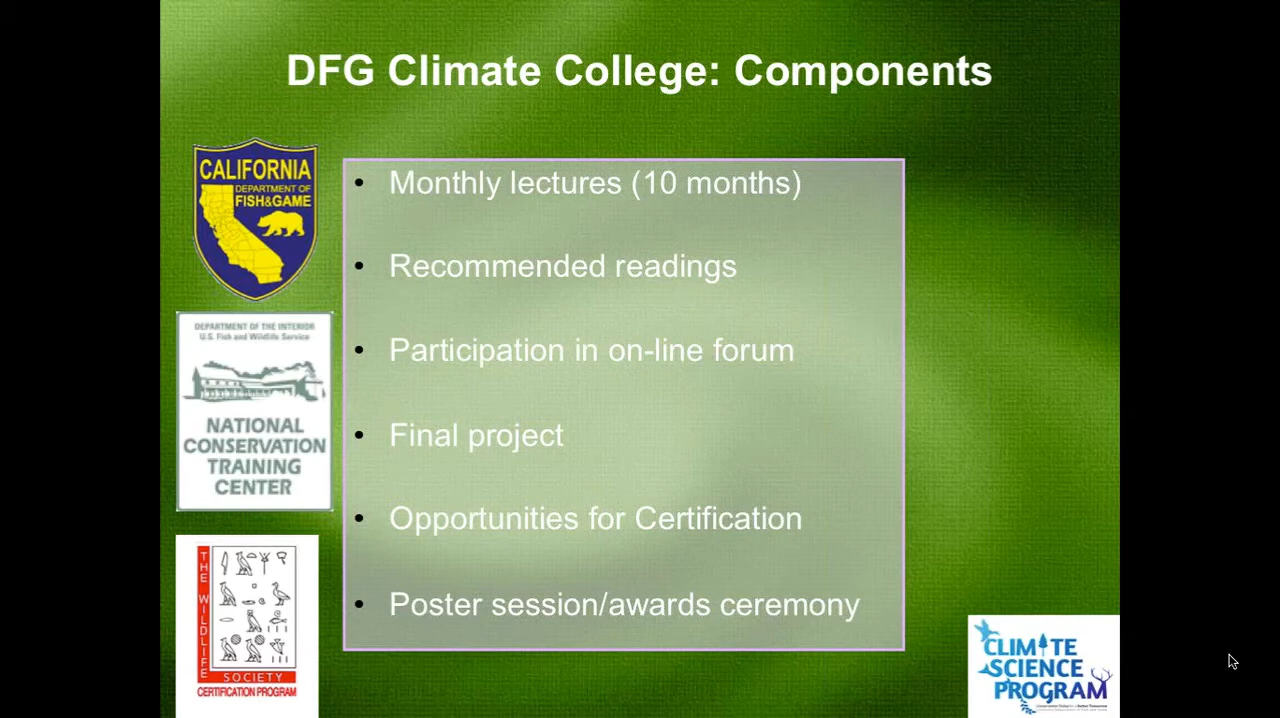 DFG Climate College: Components
CALIFORNIA
DEPARTMENT OF
FISH&GAME
• Monthly lectures (10 months)
• Recommended readings
• Participation in on-line forum
• Final project
• Opportunities for Certification
• Poster session/awards ceremony
DEPARTMENT OF THE INTERIOR
U.S. Fish and Wildlife Service
NATIONAL
CONSERVATION
TRAINING
CENTER
THE WILDLIFE
SOCIETY
CERTIFICATION PROGRAM
CLIMATE
SCIENCE
PROGRAM